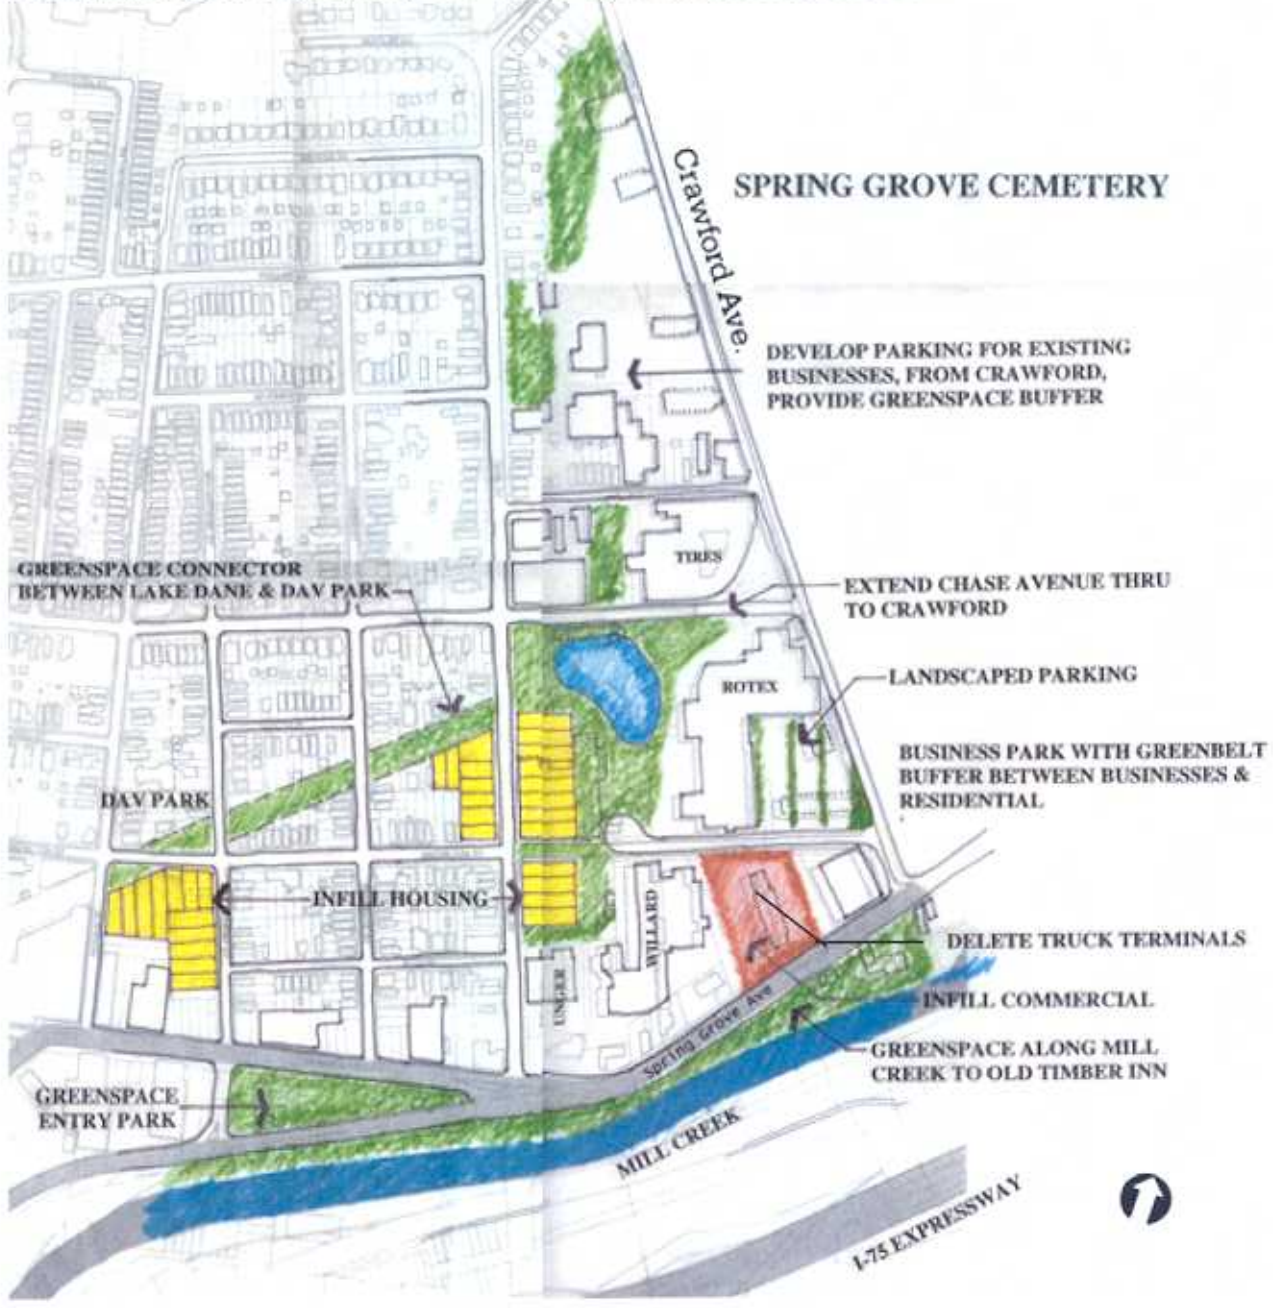 SPRING GROVE CEMETERY
Crawford Ave.
DEVELOP PARKING FOR EXISTING
BUSINESSES, FROM CRAWFORD,
PROVIDE GREENSPACE BUFFER
TIRES
GREENSPACE CONNECTOR
BETWEEN LAKE DANE & DAV PARK
EXTEND CHASE AVENUE THRU
TO CRAWFORD
ROTEX
LANDSCAPED PARKING
BUSINESS PARK WITH GREENBELT
BUFFER BETWEEN BUSINESSES &
RESIDENTIAL
DAV PARK
INFILL HOUSING
WILLARD
UNGER
DELETE TRUCK TERMINALS
INFILL COMMERCIAL
Spring Grove Ave
GREENSPACE ALONG MILL
CREEK TO OLD TIMBER INN
GREENSPACE
ENTRY PARK
MILL CREEK
I-75 EXPRESSWAY